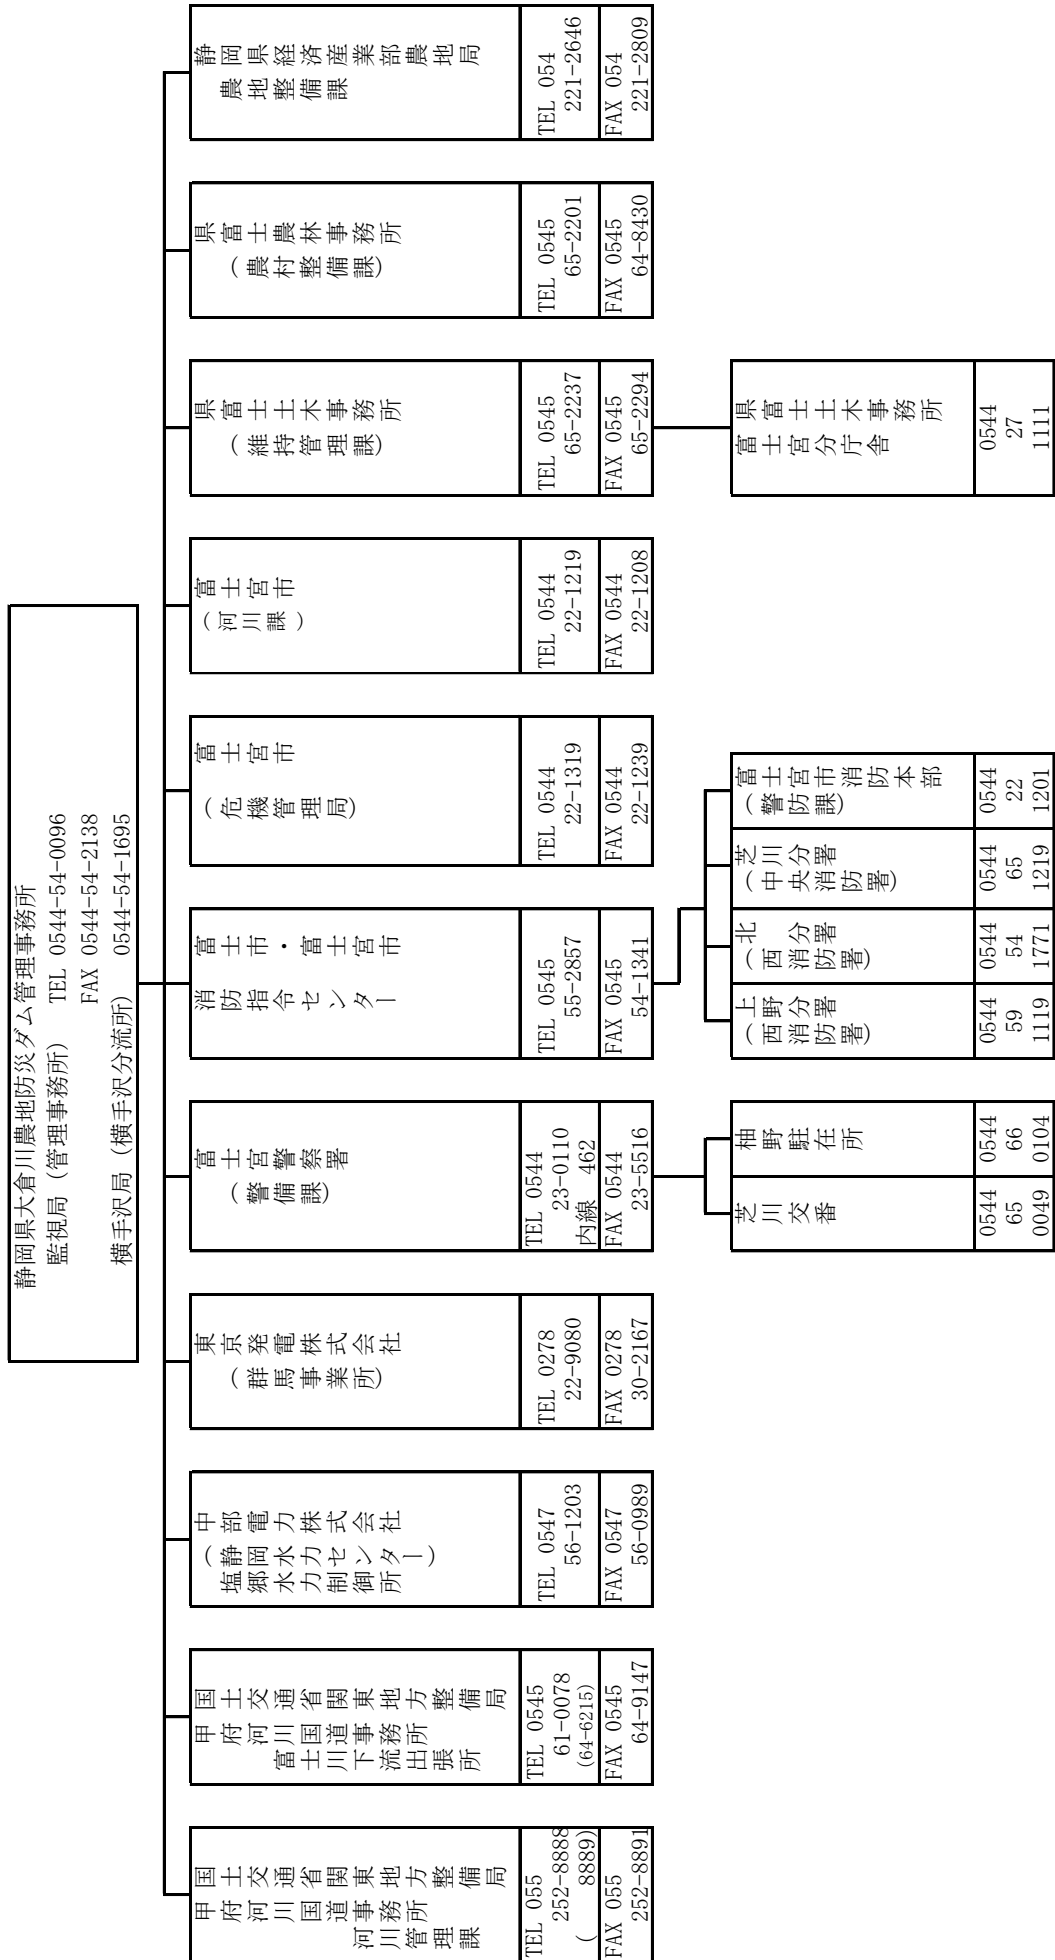 静岡県大倉川農地防災ダム管理事務所
監視局（管理事務所） TEL 0544-54-0096
FAX 0544-54-2138
横手沢局（横手沢分流所） 0544-54-1695
国土交通省関東地方整備局
甲府河川国道事務所
河川管理課
TEL 055
252-8888
( 8889)
FAX 055
252-8891
国土交通省関東地方整備局
甲府河川国道事務所
富士川下流出張所
TEL 0545
61-0078
(64-6215)
FAX 0545
64-9147
中部電力株式会社
（静岡水力センター
塩郷水力制御所）
TEL 0547
56-1203
FAX 0547
56-0989
東京発電株式会社
（群馬事業所）
TEL 0278
22-9080
FAX 0278
30-2167
富士宮警察署
（警備課）
TEL 0544
23-0110
内線 462
FAX 0544
23-5516
富士市・富士宮市
消防指令センター
TEL 0545
55-2857
FAX 0545
54-1341
富士宮市
（危機管理局）
TEL 0544
22-1319
FAX 0544
22-1239
富士宮市
（河川課）
TEL 0544
22-1219
FAX 0544
22-1208
県富士土木事務所
（維持管理課）
TEL 0545
65-2237
FAX 0545
65-2294
県富士農林事務所
（農村整備課）
TEL 0545
65-2201
FAX 0545
64-8430
静岡県経済産業部農地局
農地整備課
TEL 054
221-2646
FAX 054
221-2809
芝川交番
0544
65
0049
柚野駐在所
0544
66
0104
上野分署
（西消防署）
0544
59
1119
北分署
（西消防署）
0544
54
1771
芝川分署
（中央消防署）
0544
65
1219
富士宮市消防本部
（警防課）
0544
22
1201
県富士土木事務所
富士宮分庁舎
0544
27
1111